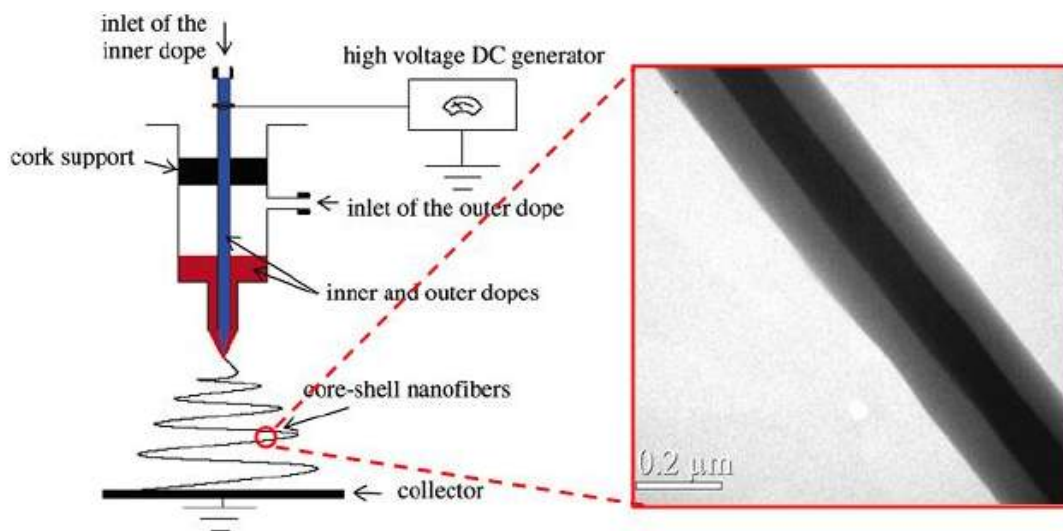 inlet of the
inner dope
high voltage DC generator
cork support
inlet of the outer dope
inner and outer dopes
core-shell nanofibers
collector
0.2 μm